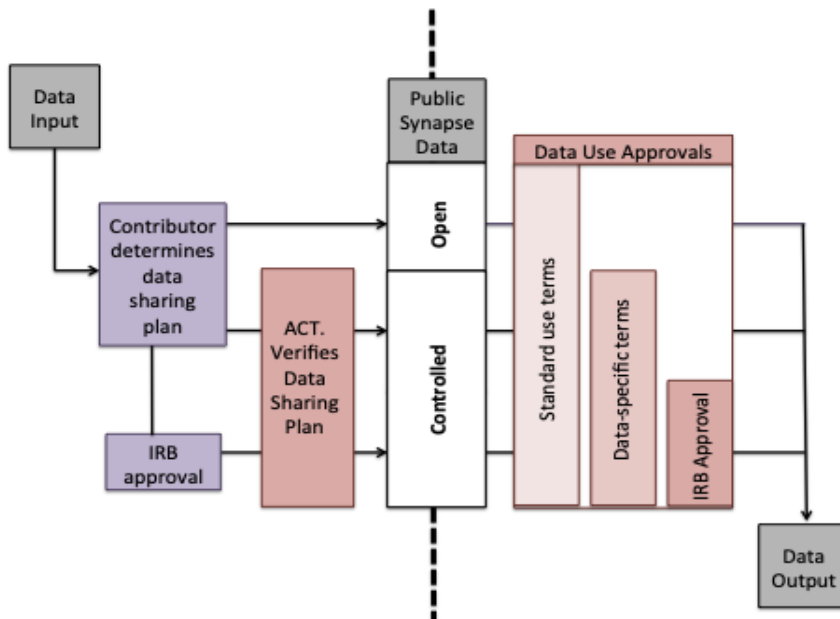 Data
Input
Contributor
determines
data
sharing
plan
IRB
approval
ACT.
Verifies
Data
Sharing
Plan
Public
Synapse
Data
Open
Controlled
Data Use Approvals
Standard use terms
Data-specific terms
IRB Approval
Data
Output